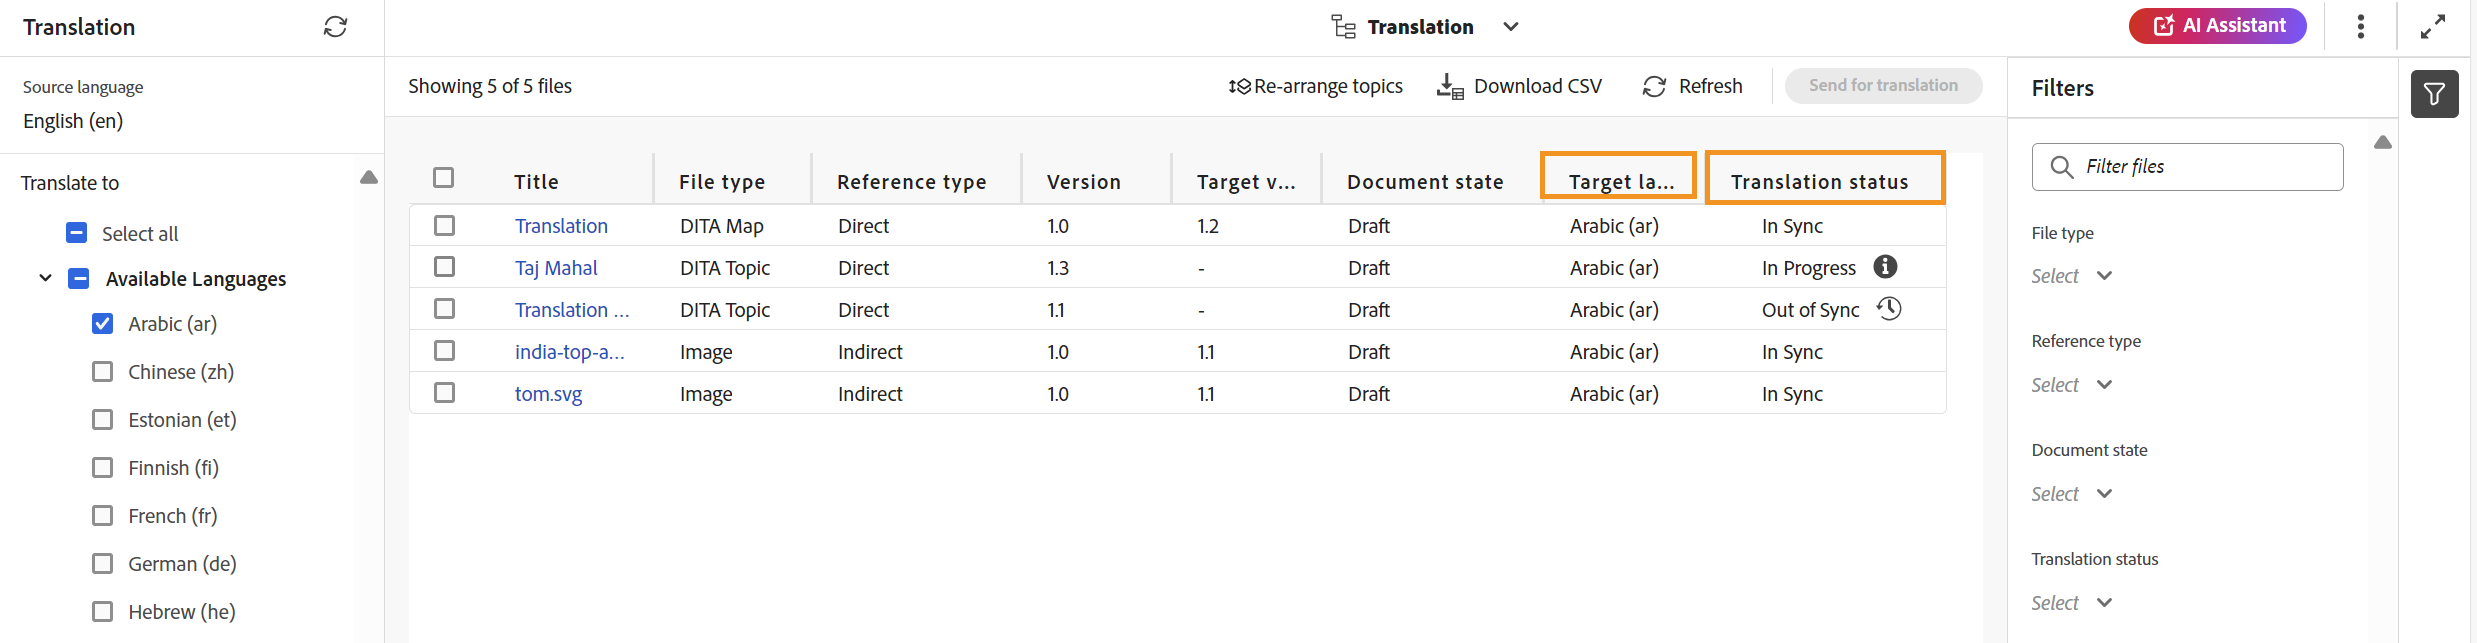 Translation
Source language
English (en)
Translate to
Select all
Available Languages
Arabic (ar)
Chinese (zh)
Estonian (et)
Finnish (fi)
French (fr)
German (de)
Hebrew (he)
Translation
AI Assistant
Showing 5 of 5 files
Re-arrange topics Download CSV Refresh Send for translation
Title File type Reference type Version Target v... Document state Target la... Translation status
Translation DITA Map Direct 1.0 1.2 Draft Arabic (ar) In Sync
Taj Mahal DITA Topic Direct 1.3 - Draft Arabic (ar) In Progress
Translation ... DITA Topic Direct 1.1 - Draft Arabic (ar) Out of Sync
india-top-a... Image Indirect 1.0 1.1 Draft Arabic (ar) In Sync
tom.svg Image Indirect 1.0 1.1 Draft Arabic (ar) In Sync
Filters
Filter files
File type
Select
Reference type
Select
Document state
Select
Translation status
Select